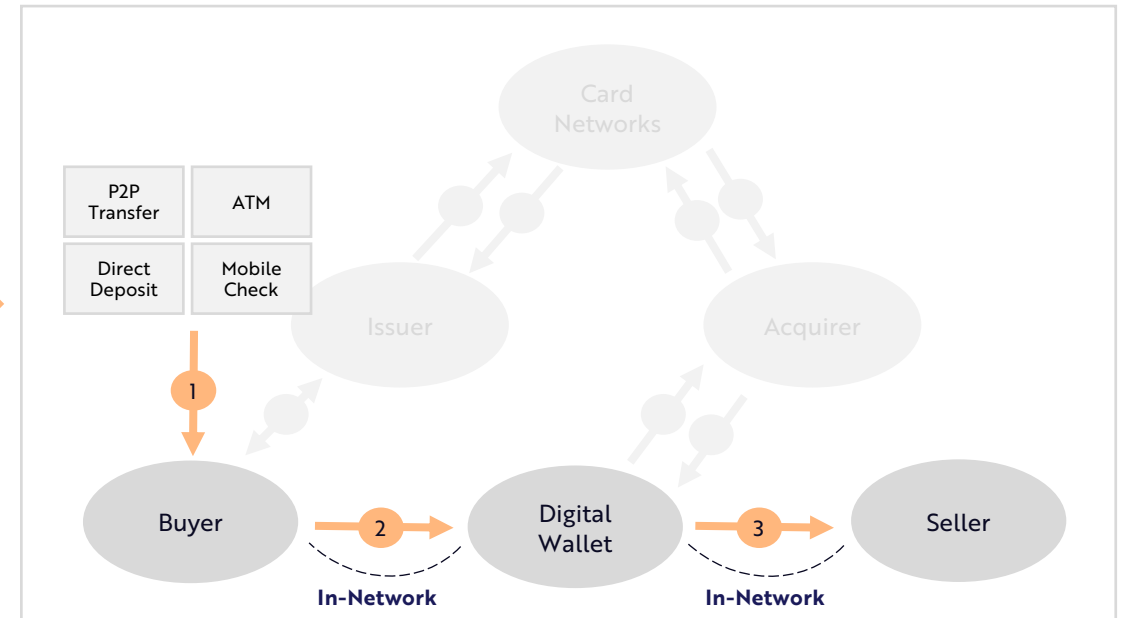 Card
Networks
P2P
Transfer
ATM
Direct
Deposit
Mobile
Check
Issuer
Acquirer
1
Buyer
2
Digital
Wallet
3
Seller
In-Network
In-Network